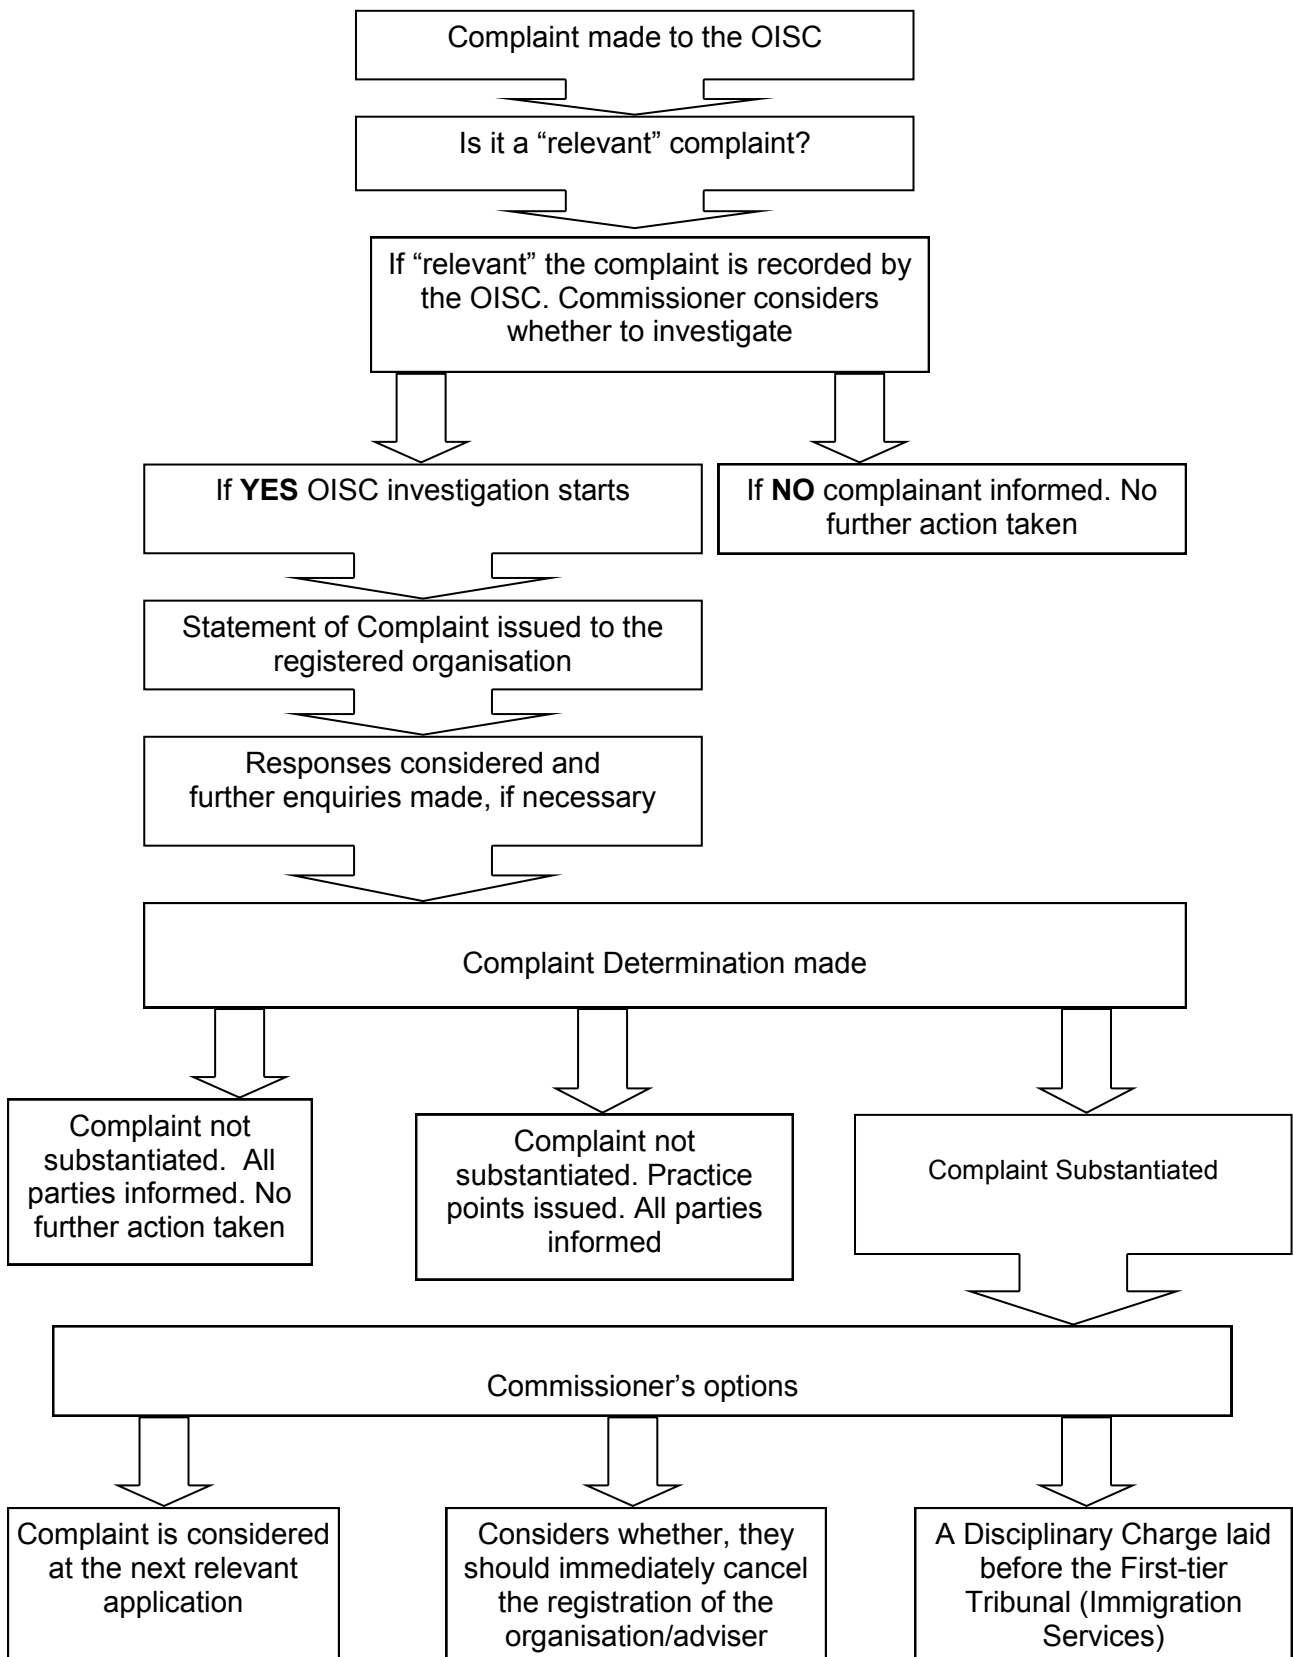 Complaint made to the OISC
Is it a “relevant” complaint?
If “relevant” the complaint is recorded by
the OISC. Commissioner considers
whether to investigate
If YES OISC investigation starts
If NO complainant informed. No
further action taken
Statement of Complaint issued to the
registered organisation
Responses considered and
further enquiries made, if necessary
Complaint Determination made
Complaint not
substantiated. All
parties informed. No
further action taken
Complaint not
substantiated. Practice
points issued. All parties
informed
Complaint Substantiated
Commissioner’s options
Complaint is considered
at the next relevant
application
Considers whether, they
should immediately cancel
the registration of the
organisation/adviser
A Disciplinary Charge laid
before the First-tier
Tribunal (Immigration
Services)